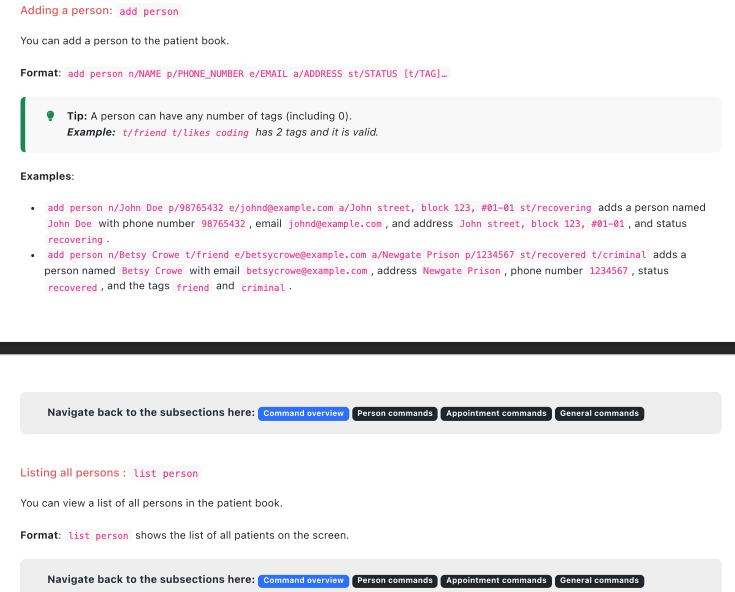 Adding a person: add person
You can add a person to the patient book.
Format: add person n/NAME p/PHONE_NUMBER e/EMAIL a/ADDRESS st/STATUS [t/TAG]…
Tip: A person can have any number of tags (including 0).
Example: t/friend t/likes coding has 2 tags and it is valid.
Examples:
• add person n/John Doe p/98765432 e/johnd@example.com a/John street, block 123, #01-01 st/recovering adds a person named
John Doe with phone number 98765432 , email johnd@example.com , and address John street, block 123, #01-01 , and status
recovering .
• add person n/Betsy Crowe t/friend e/betsycrowe@example.com a/Newgate Prison p/1234567 st/recovered t/criminal adds a
person named Betsy Crowe with email betsycrowe@example.com , address Newgate Prison , phone number 1234567 , status
recovered , and the tags friend and criminal .
Navigate back to the subsections here: Command overview Person commands Appointment commands General commands
Listing all persons : list person
You can view a list of all persons in the patient book.
Format: list person shows the list of all patients on the screen.
Navigate back to the subsections here: Command overview Person commands Appointment commands General commands